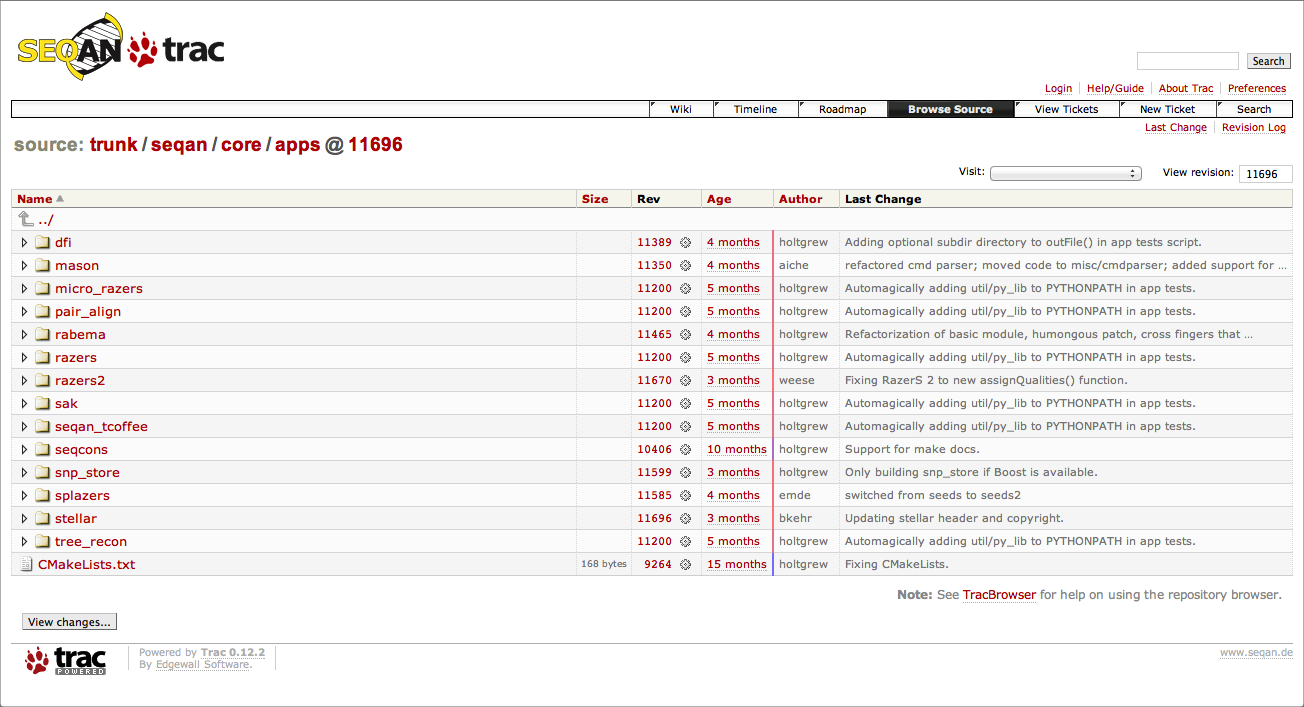 SEQAN trac
Search
Login Help/Guide About Trac Preferences
Wiki Timeline Roadmap Browse Source View Tickets New Ticket Search
Last Change Revision Log
source: trunk / seqan / core / apps @ 11696
Visit: View revision: 11696
Name Size Rev Age Author Last Change
../
dfi 11389 4 months holtgrew Adding optional subdir directory to outFile() in app tests script.
mason 11350 4 months aiche refactored cmd parser; moved code to misc/cmdparser; added support for ...
micro_razers 11200 5 months holtgrew Automagically adding util/py_lib to PYTHONPATH in app tests.
pair_align 11200 5 months holtgrew Automagically adding util/py_lib to PYTHONPATH in app tests.
rabema 11465 4 months holtgrew Refactorization of basic module, humongous patch, cross fingers that ...
razers 11200 5 months holtgrew Automagically adding util/py_lib to PYTHONPATH in app tests.
razers2 11670 3 months weese Fixing RazerS 2 to new assignQualities() function.
sak 11200 5 months holtgrew Automagically adding util/py_lib to PYTHONPATH in app tests.
seqan_tcoffee 11200 5 months holtgrew Automagically adding util/py_lib to PYTHONPATH in app tests.
seqcons 10406 10 months holtgrew Support for make docs.
snp_store 11599 3 months holtgrew Only building snp_store if Boost is available.
splazers 11585 4 months emde switched from seeds to seeds2
stellar 11696 3 months bkehr Updating stellar header and copyright.
tree_recon 11200 5 months holtgrew Automagically adding util/py_lib to PYTHONPATH in app tests.
CMakeLists.txt 168 bytes 9264 15 months holtgrew Fixing CMakeLists.
Note: See TracBrowser for help on using the repository browser.
View changes...
trac POWERED
Powered by Trac 0.12.2
By Edgewall Software.
www.seqan.de